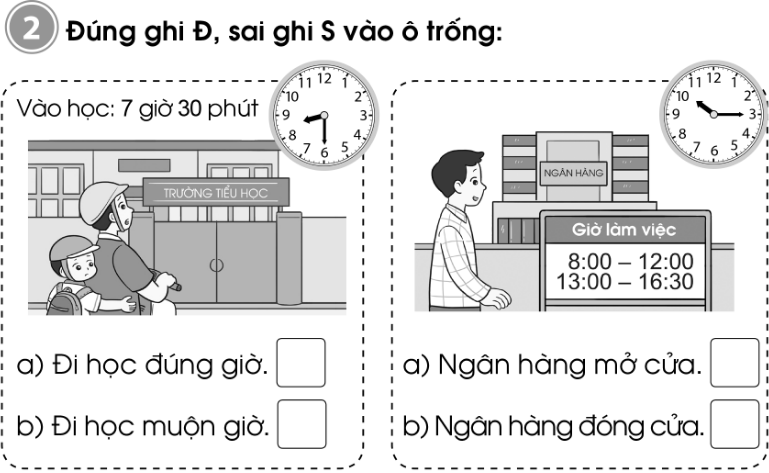 2 Đúng ghi Đ, sai ghi S vào ô trống:
Vào học: 7 giờ 30 phút
12 1 2 3 4 5 6 7 8 9 10 11
TRƯỜNG TIỂU HỌC
a) Đi học đúng giờ.
b) Đi học muộn giờ.
12 1 2 3 4 5 6 7 8 9 10 11
NGÂN HÀNG
Giờ làm việc
8:00 – 12:00
13:00 – 16:30
a) Ngân hàng mở cửa.
b) Ngân hàng đóng cửa.